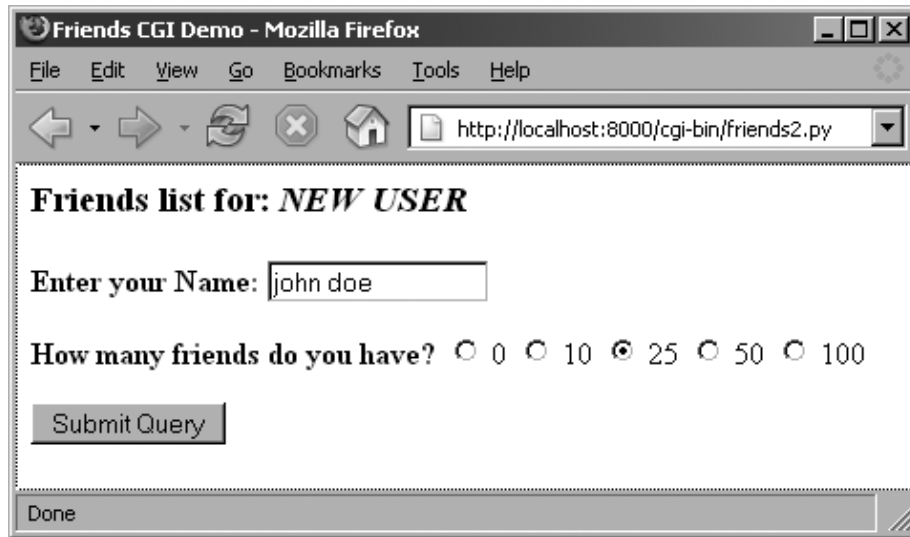 Friends CGI Demo - Mozilla Firefox
File Edit View Go Bookmarks Tools Help
http://localhost:8000/cgi-bin/friends2.py
Friends list for: NEW USER
Enter your Name: john doe
How many friends do you have? 0 10 25 50 100
Submit Query
Done